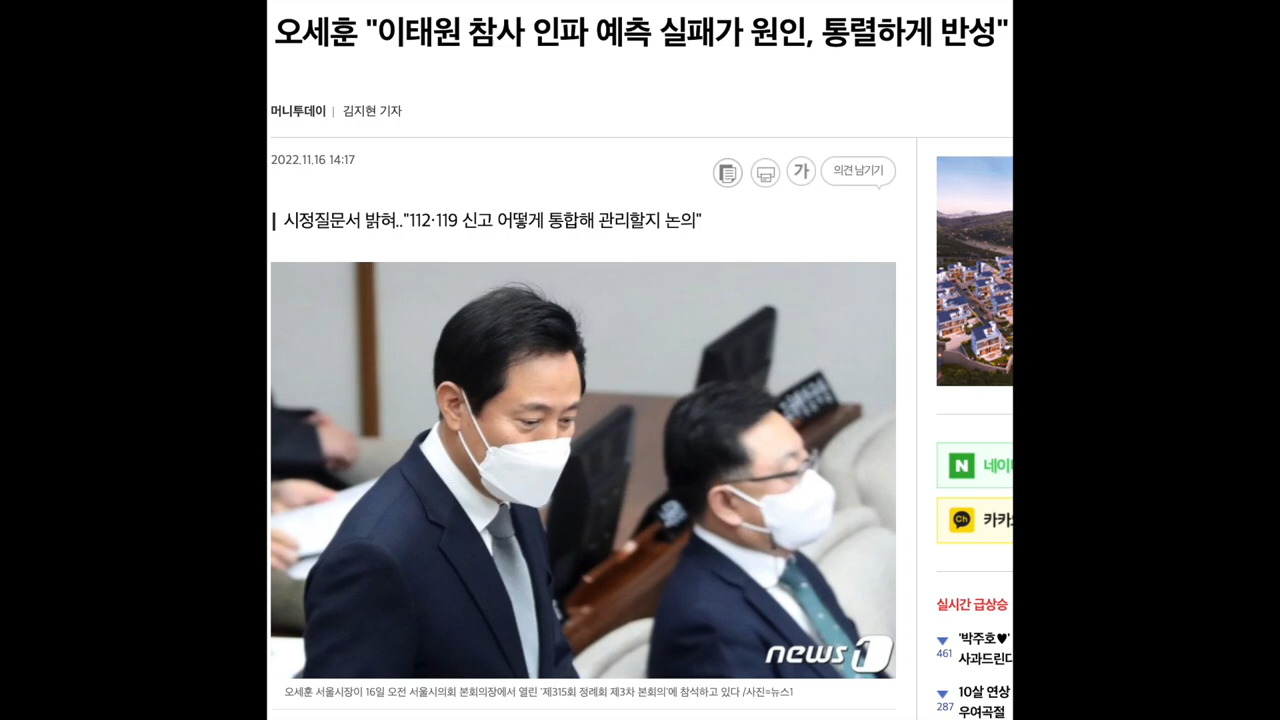 오세훈 "이태원 참사 인파 예측 실패가 원인, 통렬하게 반성"
머니투데이 | 김지현 기자
2022.11.16 14:17
가
의견 남기기
시정질문서 밝혀.."112·119 신고 어떻게 통합해 관리할지 논의"
news1
오세훈 서울시장이 16일 오전 서울시의회 본회의장에서 열린 '제315회 정례회 제3차 본회의'에 참석하고 있다 /사진=뉴스1
N 네이
Ch 카카
실시간 급상승
'박주호♥'
461 사과드린다
10살 연상
287 우여곡절